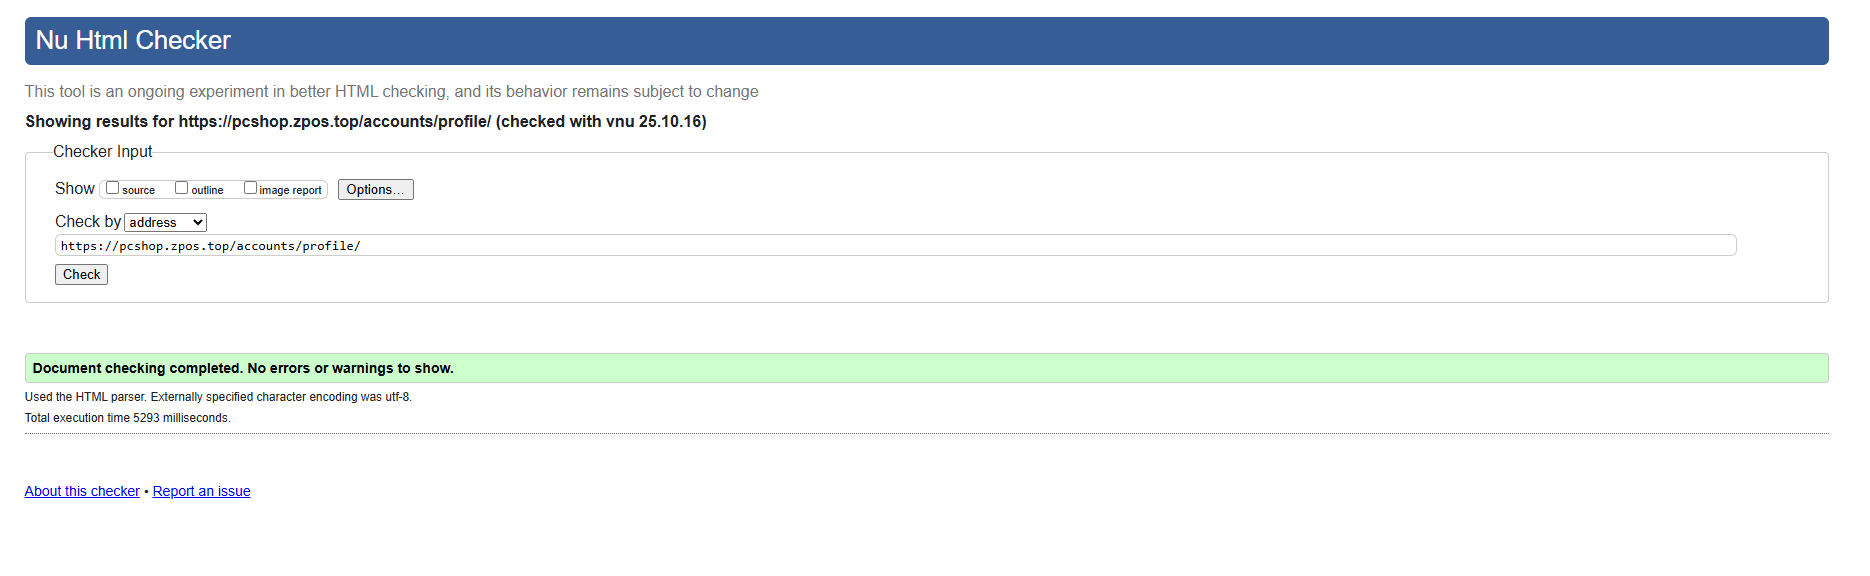 Nu Html Checker
This tool is an ongoing experiment in better HTML checking, and its behavior remains subject to change
Showing results for https://pcshop.zpos.top/accounts/profile/ (checked with vnu 25.10.16)
Checker Input
Show source outline image report Options...
Check by address
https://pcshop.zpos.top/accounts/profile/
Check
Document checking completed. No errors or warnings to show.
Used the HTML parser. Externally specified character encoding was utf-8.
Total execution time 5293 milliseconds.
About this checker • Report an issue